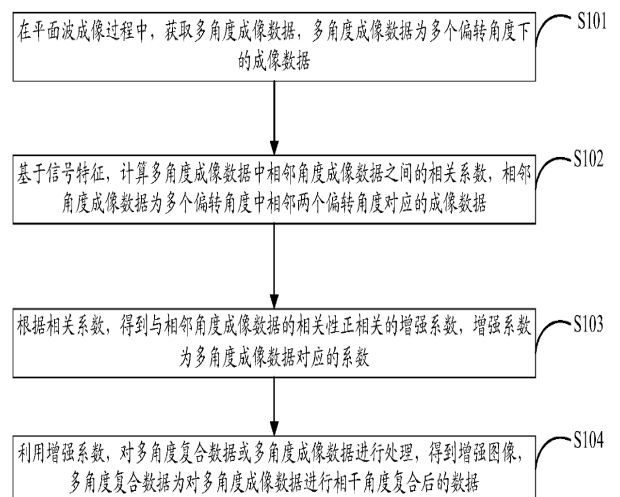 在平面波成像过程中，获取多角度成像数据，多角度成像数据为多个偏转角度下
的成像数据
S101
基于信号特征，计算多角度成像数据中相邻角度成像数据之间的相关系数，相邻
角度成像数据为多个偏转角度中相邻两个偏转角度对应的成像数据
S102
根据相关系数，得到与相邻角度成像数据的相关性正相关的增强系数，增强系数
为多角度成像数据对应的系数
S103
利用增强系数，对多角度复合数据或多角度成像数据进行处理，得到增强图像，
多角度复合数据为对多角度成像数据进行相干角度复合后的数据
S104